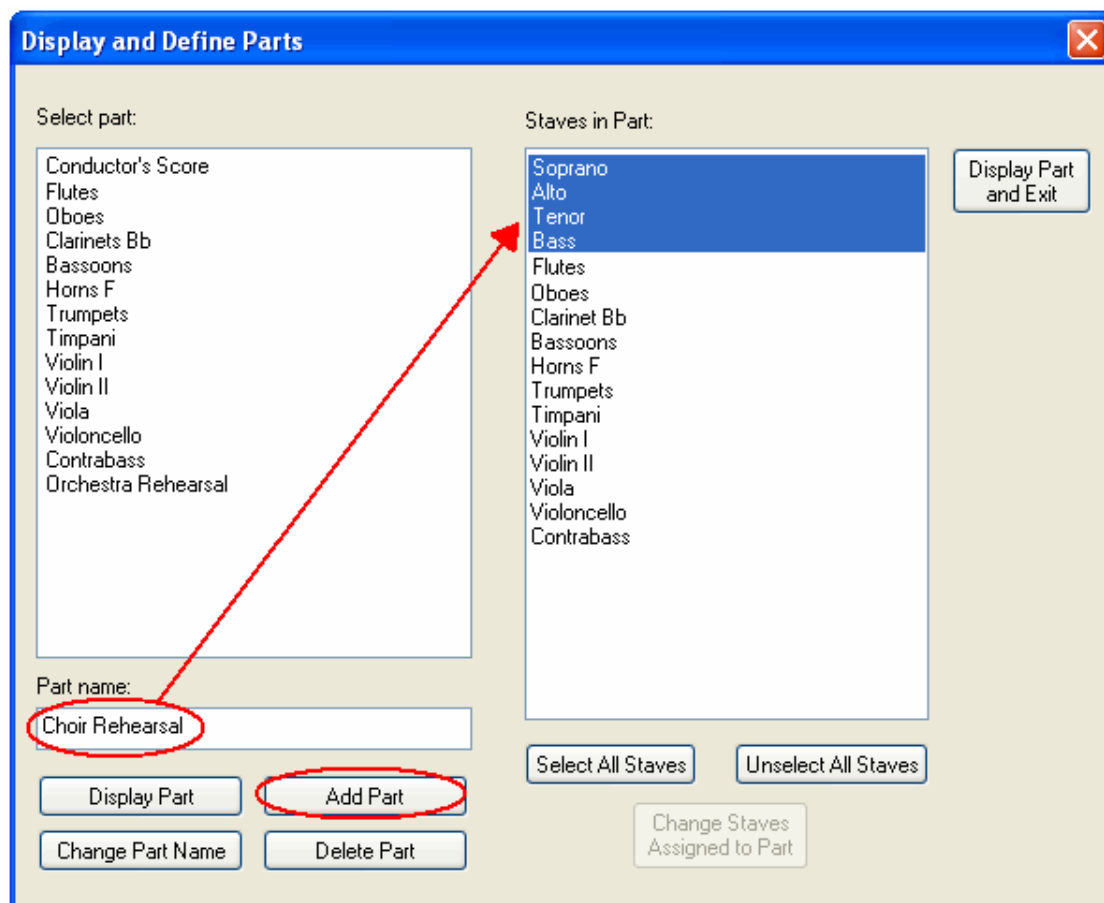 Display and Define Parts
Select part:
Conductor's Score
Flutes
Oboes
Clarinets Bb
Bassoons
Horns F
Trumpets
Timpani
Violin I
Violin II
Viola
Violoncello
Contrabass
Orchestra Rehearsal
Part name:
Choir Rehearsal
Display Part
Add Part
Change Part Name
Delete Part
Staves in Part:
Soprano
Alto
Tenor
Bass
Flutes
Oboes
Clarinet Bb
Bassoons
Horns F
Trumpets
Timpani
Violin I
Violin II
Viola
Violoncello
Contrabass
Select All Staves
Unselect All Staves
Change Staves
Assigned to Part
Display Part
and Exit